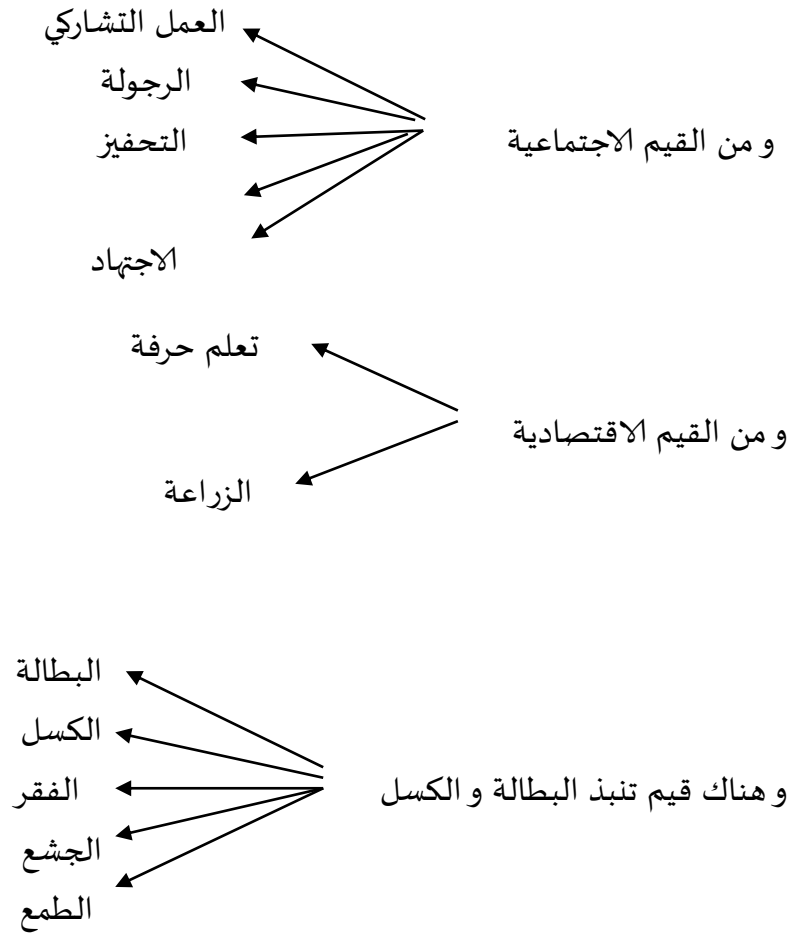 العمل التشاركي
الرجولة
و من القيم الاجتماعية
التحفيز
الاجتهاد
تعلم حرفة
و من القيم الاقتصادية
الزراعة
البطالة
الكسل
و هناك قيم تنبذ البطالة و الكسل
الفقر
الجشع
الطمع